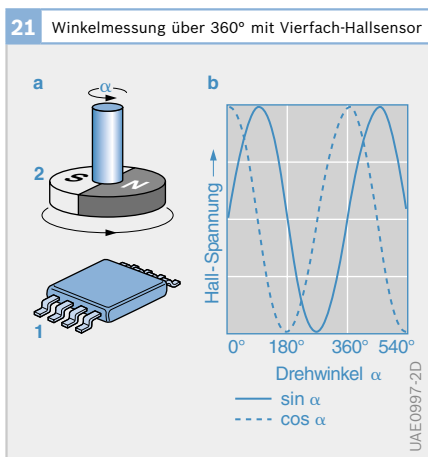 21 Winkelmessung über 360° mit Vierfach-Hallsensor
a
α
2
S
N
1
b
Hall-Spannung
0° 180° 360° 540°
Drehwinkel α
sin α
cos α
UAE0997-2D